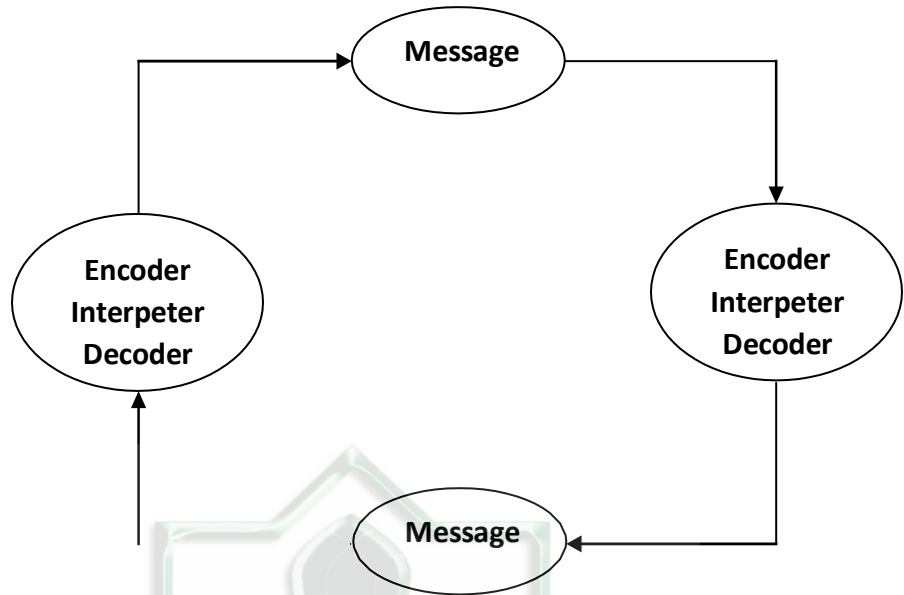 Message
Encoder
Interpeter
Decoder
Encoder
Interpeter
Decoder
Message